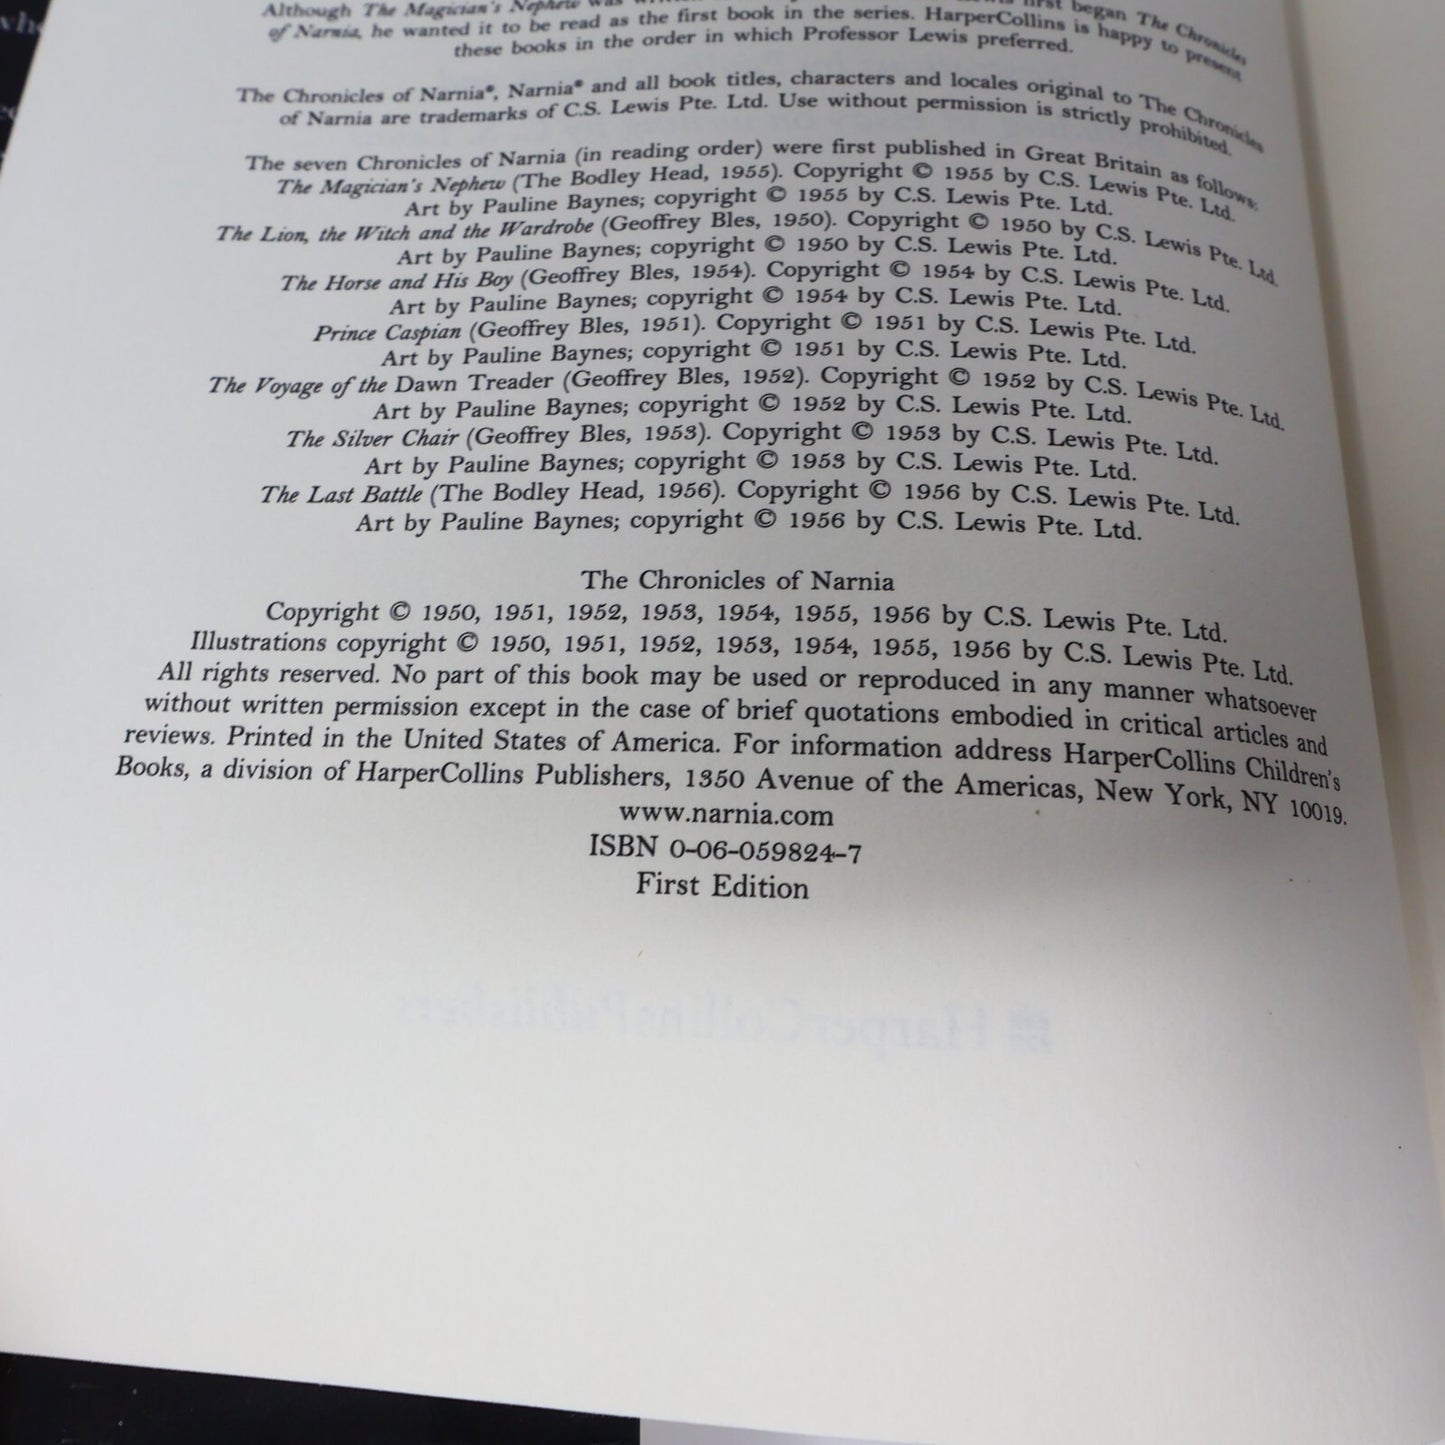 Although The Magician's Nephew was first began The Chronicles
of Narnia, he wanted it to be read as the first book in the series. HarperCollins is happy to present
these books in the order in which Professor Lewis preferred.
The Chronicles of Narnia®, Narnia® and all book titles, characters and locales original to The Chronicles
of Narnia are trademarks of C.S. Lewis Pte. Ltd. Use without permission is strictly prohibited.
The seven Chronicles of Narnia (in reading order) were first published in Great Britain as follows:
The Magician's Nephew (The Bodley Head, 1955). Copyright © 1955 by C.S. Lewis Pte. Ltd.
Art by Pauline Baynes; copyright © 1955 by C.S. Lewis Pte. Ltd.
The Lion, the Witch and the Wardrobe (Geoffrey Bles, 1950). Copyright © 1950 by C.S. Lewis Pte. Ltd.
Art by Pauline Baynes; copyright © 1950 by C.S. Lewis Pte. Ltd.
The Horse and His Boy (Geoffrey Bles, 1954). Copyright © 1954 by C.S. Lewis Pte. Ltd.
Art by Pauline Baynes; copyright © 1954 by C.S. Lewis Pte. Ltd.
Prince Caspian (Geoffrey Bles, 1951). Copyright © 1951 by C.S. Lewis Pte. Ltd.
Art by Pauline Baynes; copyright © 1951 by C.S. Lewis Pte. Ltd.
The Voyage of the Dawn Treader (Geoffrey Bles, 1952). Copyright © 1952 by C.S. Lewis Pte. Ltd.
Art by Pauline Baynes; copyright © 1952 by C.S. Lewis Pte. Ltd.
The Silver Chair (Geoffrey Bles, 1953). Copyright © 1953 by C.S. Lewis Pte. Ltd.
Art by Pauline Baynes; copyright © 1953 by C.S. Lewis Pte. Ltd.
The Last Battle (The Bodley Head, 1956). Copyright © 1956 by C.S. Lewis Pte. Ltd.
Art by Pauline Baynes; copyright © 1956 by C.S. Lewis Pte. Ltd.
The Chronicles of Narnia
Copyright © 1950, 1951, 1952, 1953, 1954, 1955, 1956 by C.S. Lewis Pte. Ltd.
Illustrations copyright © 1950, 1951, 1952, 1953, 1954, 1955, 1956 by C.S. Lewis Pte. Ltd.
All rights reserved. No part of this book may be used or reproduced in any manner whatsoever
without written permission except in the case of brief quotations embodied in critical articles and
reviews. Printed in the United States of America. For information address HarperCollins Children's
Books, a division of HarperCollins Publishers, 1350 Avenue of the Americas, New York, NY 10019.
www.narnia.com
ISBN 0-06-059824-7
First Edition
HarperCollinsPublishers